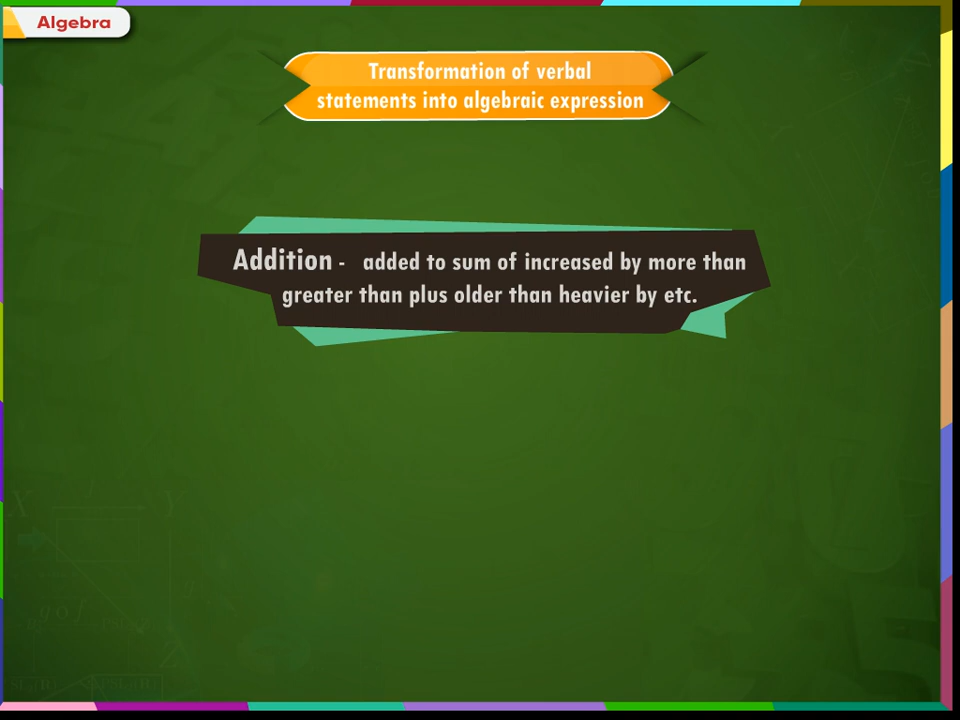 Algebra
Transformation of verbal
statements into algebraic expression
Addition - added to sum of increased by more than
greater than plus older than heavier by etc.